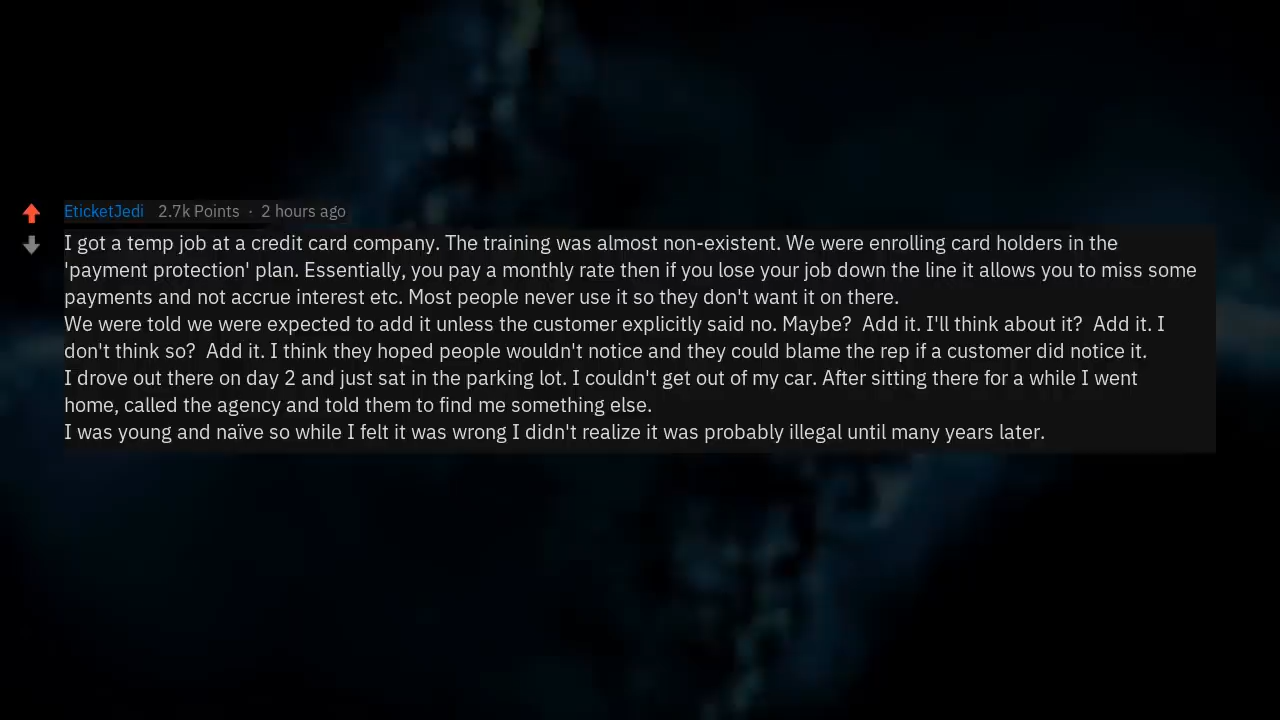 EticketJedi 2.7k Points · 2 hours ago
I got a temp job at a credit card company. The training was almost non-existent. We were enrolling card holders in the
'payment protection' plan. Essentially, you pay a monthly rate then if you lose your job down the line it allows you to miss some
payments and not accrue interest etc. Most people never use it so they don't want it on there.
We were told we were expected to add it unless the customer explicitly said no. Maybe?  Add it. I'll think about it?  Add it. I
don't think so?  Add it. I think they hoped people wouldn't notice and they could blame the rep if a customer did notice it.
I drove out there on day 2 and just sat in the parking lot. I couldn't get out of my car. After sitting there for a while I went
home, called the agency and told them to find me something else.
I was young and naïve so while I felt it was wrong I didn't realize it was probably illegal until many years later.